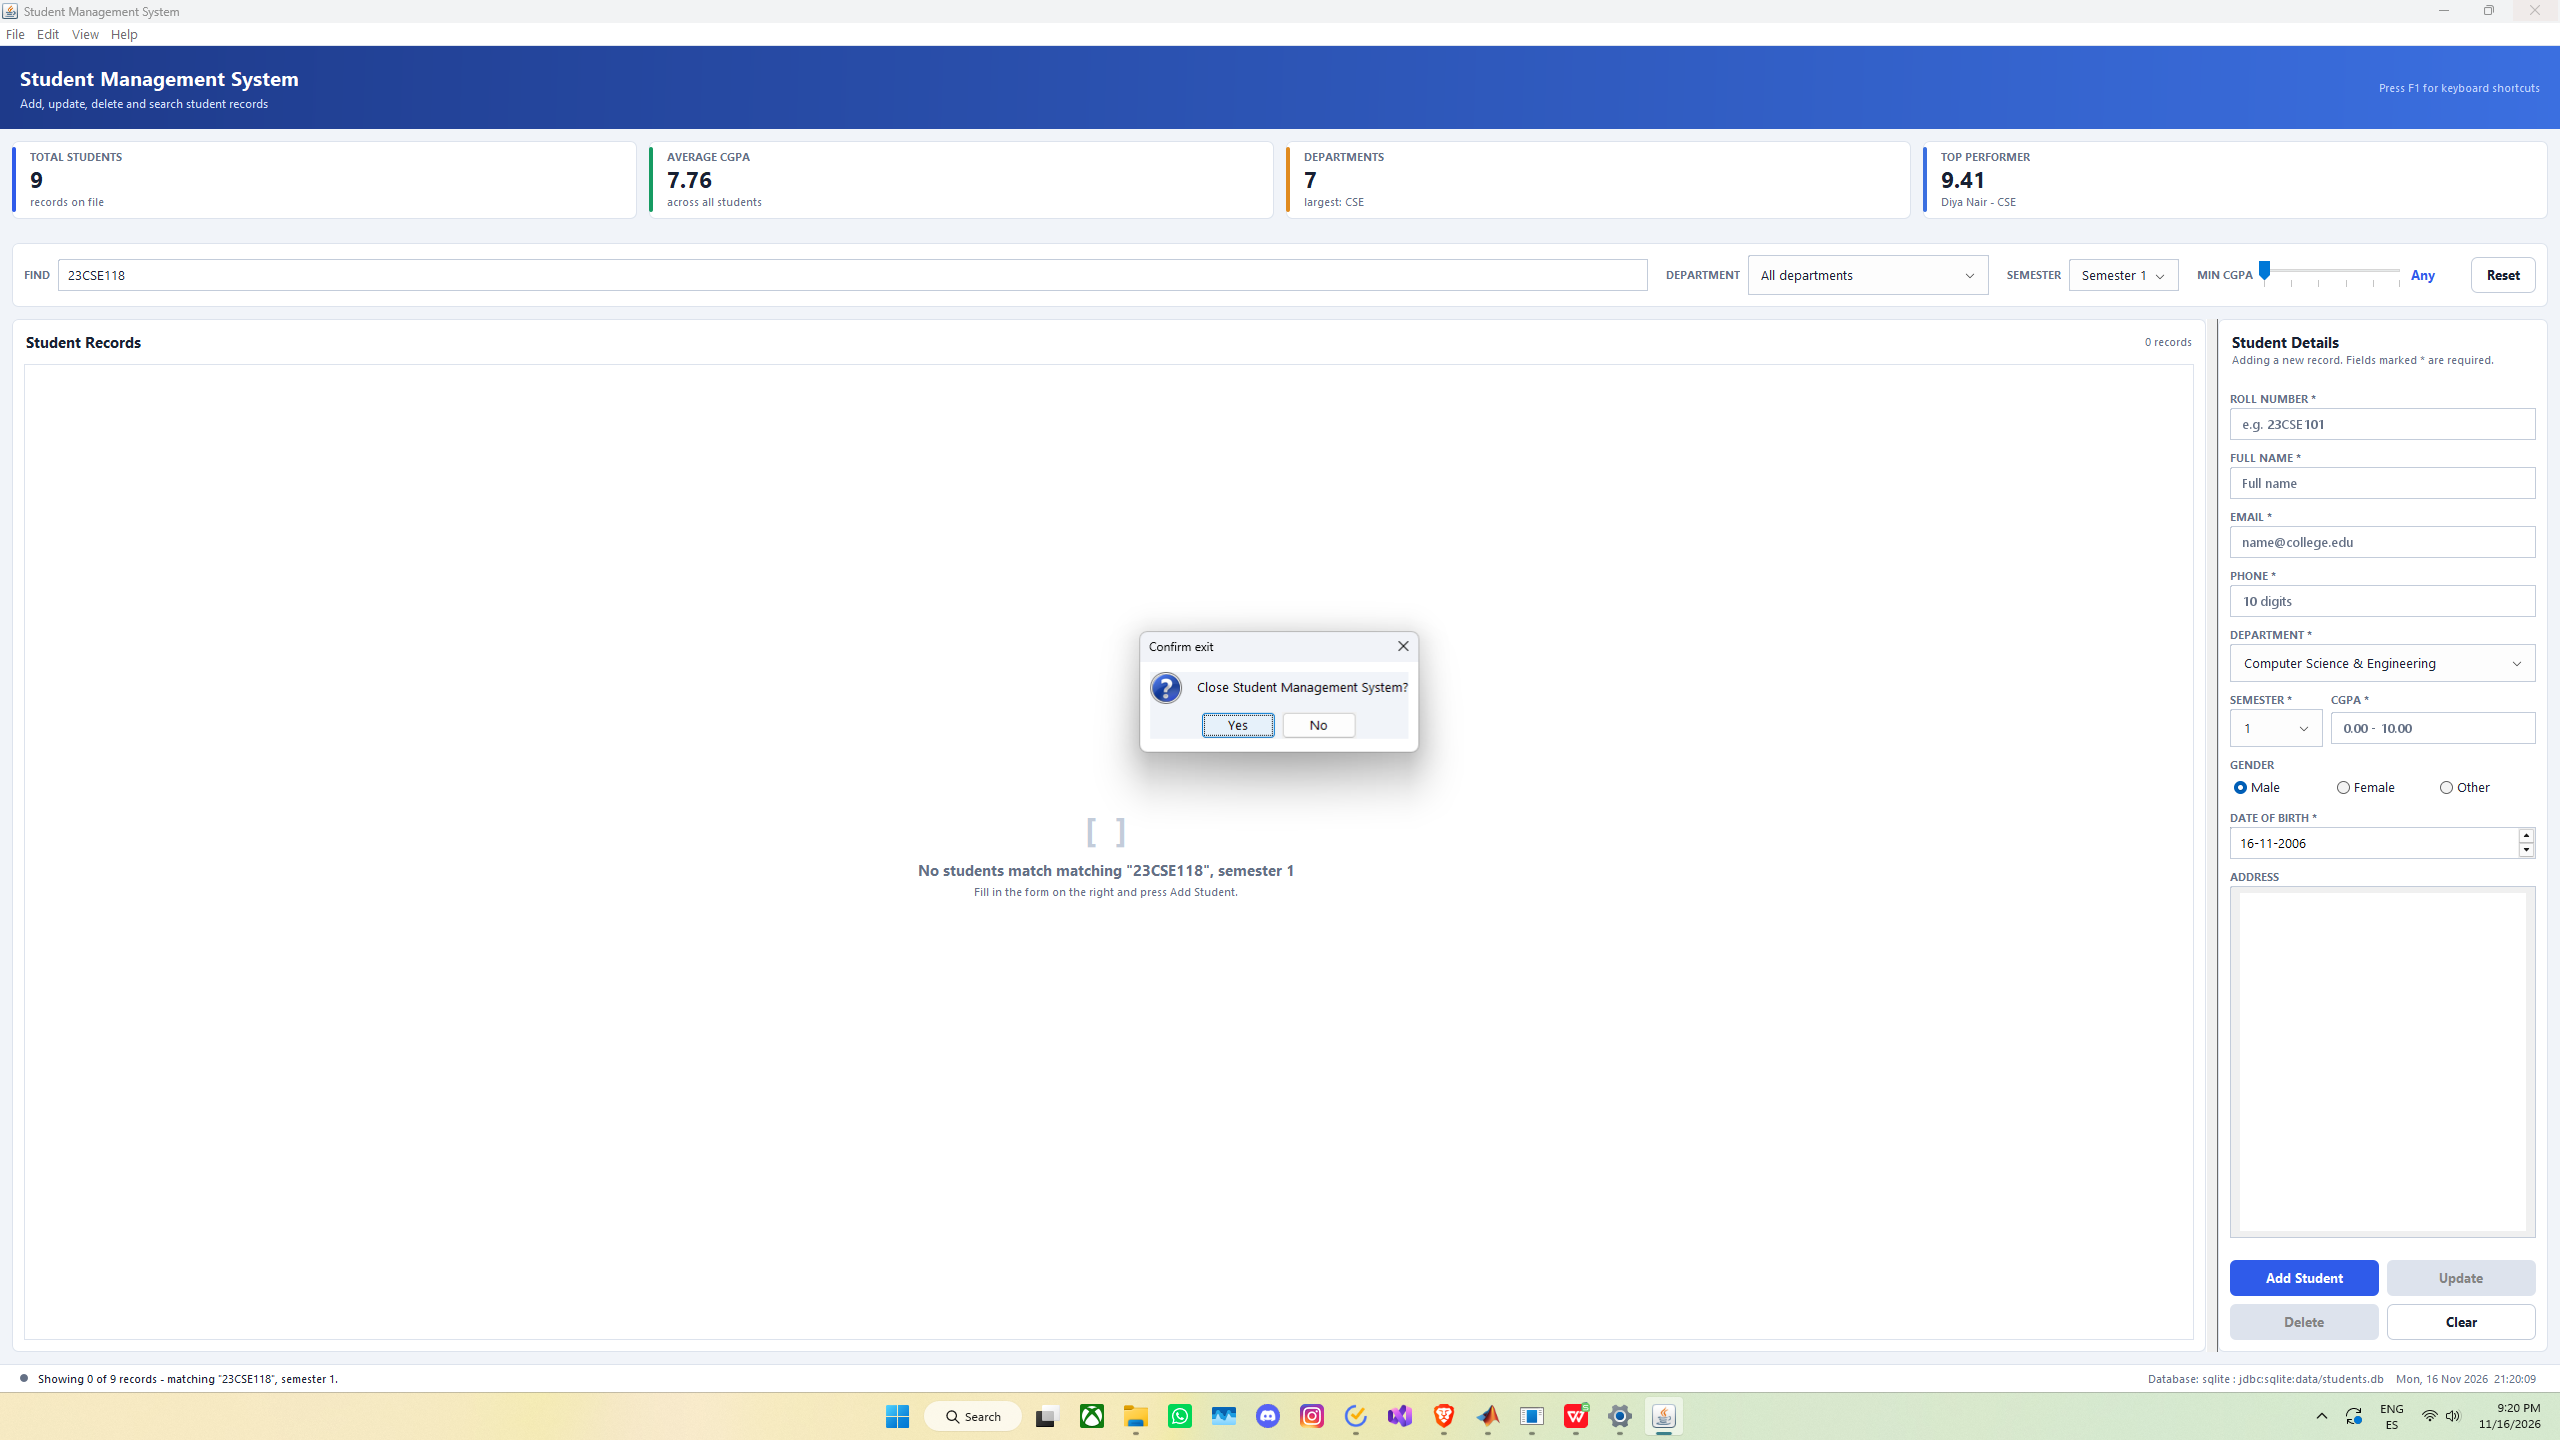 Student Management System
File Edit View Help
Student Management System
Add, update, delete and search student records
Press F1 for keyboard shortcuts
TOTAL STUDENTS
9
records on file
AVERAGE CGPA
7.76
across all students
DEPARTMENTS
7
largest: CSE
TOP PERFORMER
9.41
Diya Nair - CSE
FIND 23CSE118 DEPARTMENT All departments SEMESTER Semester 1 MIN CGPA Any Reset
Student Records
0 records
Confirm exit
Close Student Management System?
Yes No
[ ]
No students match matching "23CSE118", semester 1
Fill in the form on the right and press Add Student.
Student Details
Adding a new record. Fields marked * are required.
ROLL NUMBER *
e.g. 23CSE101
FULL NAME *
Full name
EMAIL *
name@college.edu
PHONE *
10 digits
DEPARTMENT *
Computer Science & Engineering
SEMESTER * CGPA *
1 0.00 - 10.00
GENDER
Male Female Other
DATE OF BIRTH *
16-11-2006
ADDRESS
Add Student Update
Delete Clear
Showing 0 of 9 records - matching "23CSE118", semester 1.
Database: sqlite : jdbc:sqlite:data/students.db Mon, 16 Nov 2026 21:20:09
Search
ENG
ES
9:20 PM
11/16/2026